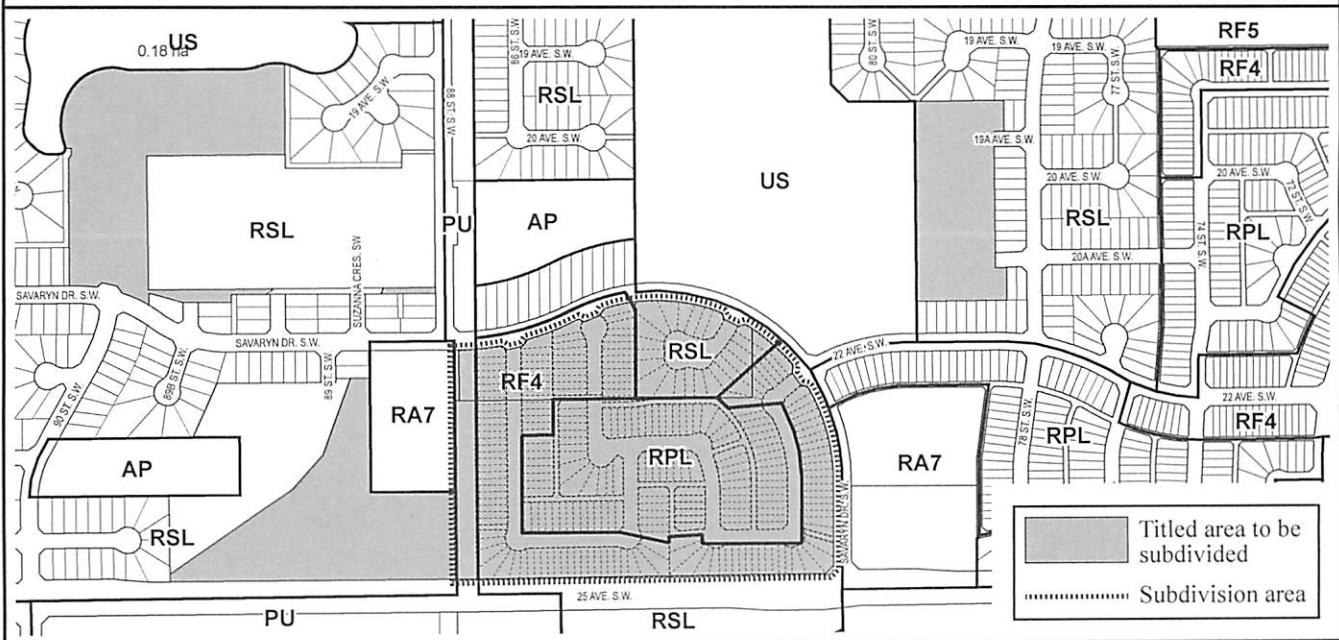 US
0.18 ha
19 AVE. S.W.
88 ST. S.W.
86 ST. S.W.
19 AVE. S.W.
RSL
20 AVE. S.W.
80 ST. S.W.
19 AVE. S.W.
19 AVE. S.W.
77 ST. S.W.
RF5
RF4
19A AVE. S.W.
20 AVE. S.W.
20 AVE. S.W.
72 ST. S.W.
US
RSL
PU
AP
RSL
RPL
74 ST. S.W.
20A AVE. S.W.
SUZANNA CRES. SW
SAVARYN DR. S.W.
SAVARYN DR. S.W.
89B ST. S.W.
89 ST. S.W.
90 ST. S.W.
RSL
22 AVE. S.W.
RF4
RA7
22 AVE. S.W.
RF4
78 ST. S.W.
RPL
RPL
RA7
AP
RSL
SAVARYN DR. S.W.
25 AVE. S.W.
PU
RSL
Titled area to be
subdivided
Subdivision area